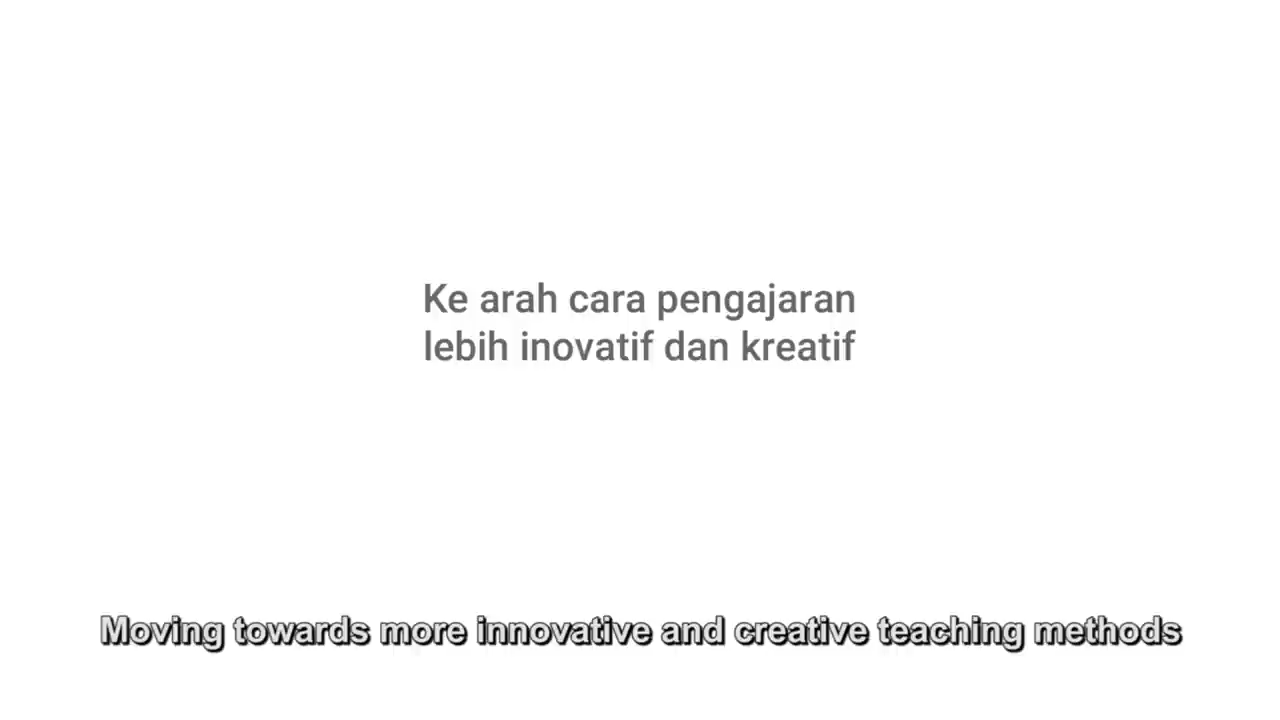 Ke arah cara pengajaran
lebih inovatif dan kreatif
Moving towards more innovative and creative teaching methods